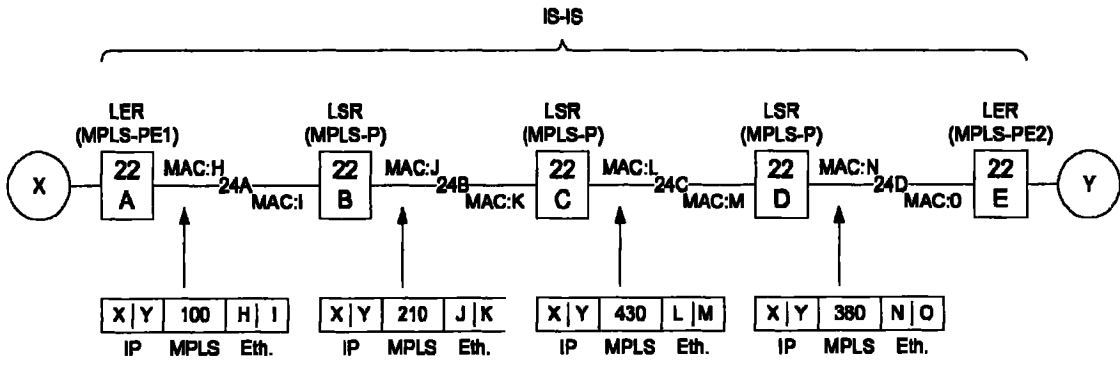 IS-IS
LER
(MPLS-PE1)
LSR
(MPLS-P)
LSR
(MPLS-P)
LSR
(MPLS-P)
LER
(MPLS-PE2)
X
22
A
MAC:H
24A
MAC:I
22
B
MAC:J
24B
MAC:K
22
C
MAC:L
24C
MAC:M
22
D
MAC:N
24D
MAC:O
22
E
Y
X Y 100 H I
IP MPLS Eth.
X Y 210 J K
IP MPLS Eth.
X Y 430 L M
IP MPLS Eth.
X Y 380 N O
IP MPLS Eth.